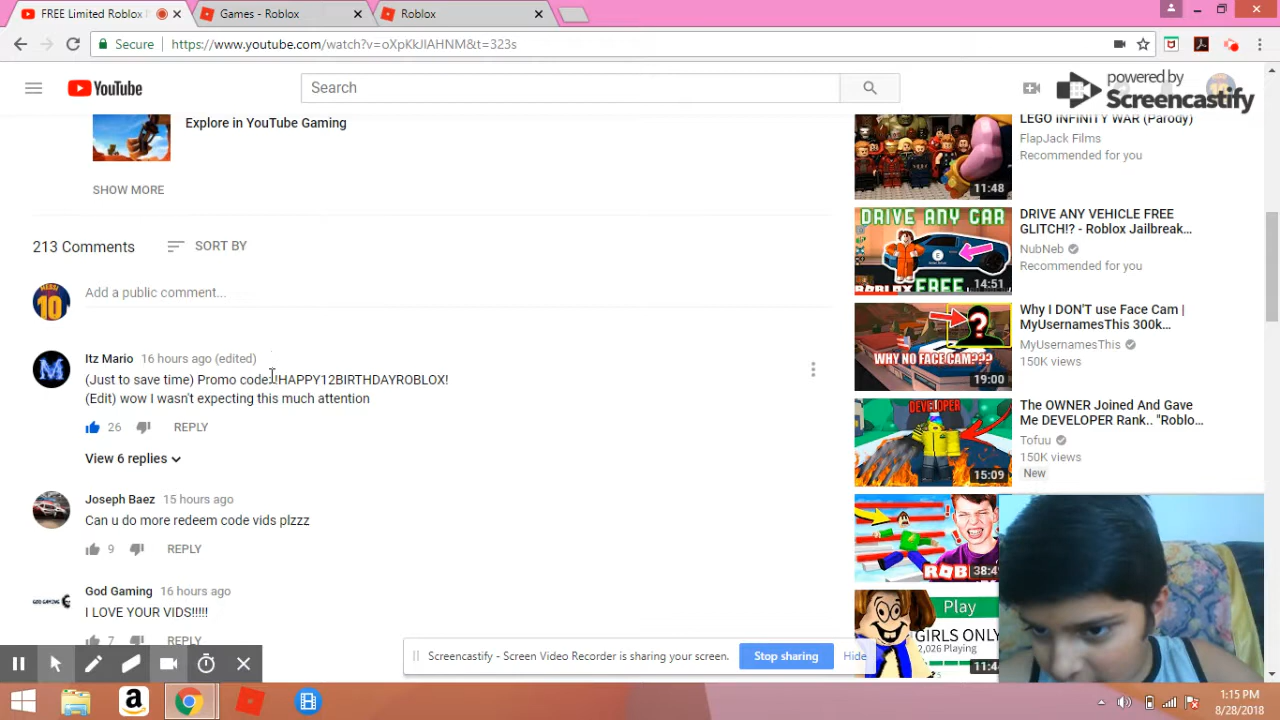 FREE Limited Roblox
Games - Roblox
Roblox
Secure
https://www.youtube.com/watch?v=oXpKkJIAHNM&t=323s
YouTube
Search
powered by
Screencastify
Explore in YouTube Gaming
SHOW MORE
213 Comments
SORT BY
Add a public comment...
Itz Mario 16 hours ago (edited)
(Just to save time) Promo code:!HAPPY12BIRTHDAYROBLOX!
(Edit) wow I wasn't expecting this much attention
26 REPLY
View 6 replies
Joseph Baez 15 hours ago
Can u do more redeem code vids plzzz
9 REPLY
God Gaming 16 hours ago
I LOVE YOUR VIDS!!!!!
7 REPLY
LEGO INFINITY WAR (Parody)
FlapJack Films
Recommended for you
11:48
DRIVE ANY CAR
FREE
14:51
DRIVE ANY VEHICLE FREE
GLITCH!? - Roblox Jailbreak...
NubNeb
Recommended for you
WHY NO FACE CAM???
19:00
Why I DON'T use Face Cam |
MyUsernamesThis 300k...
MyUsernamesThis
150K views
DEVELOPER
15:09
The OWNER Joined And Gave
Me DEVELOPER Rank.. "Roblo...
Tofuu
150K views
New
ROB
Play
GIRLS ONLY
2,026 Playing
Screencastify - Screen Video Recorder is sharing your screen.
Stop sharing
Hide
1:15 PM
8/28/2018